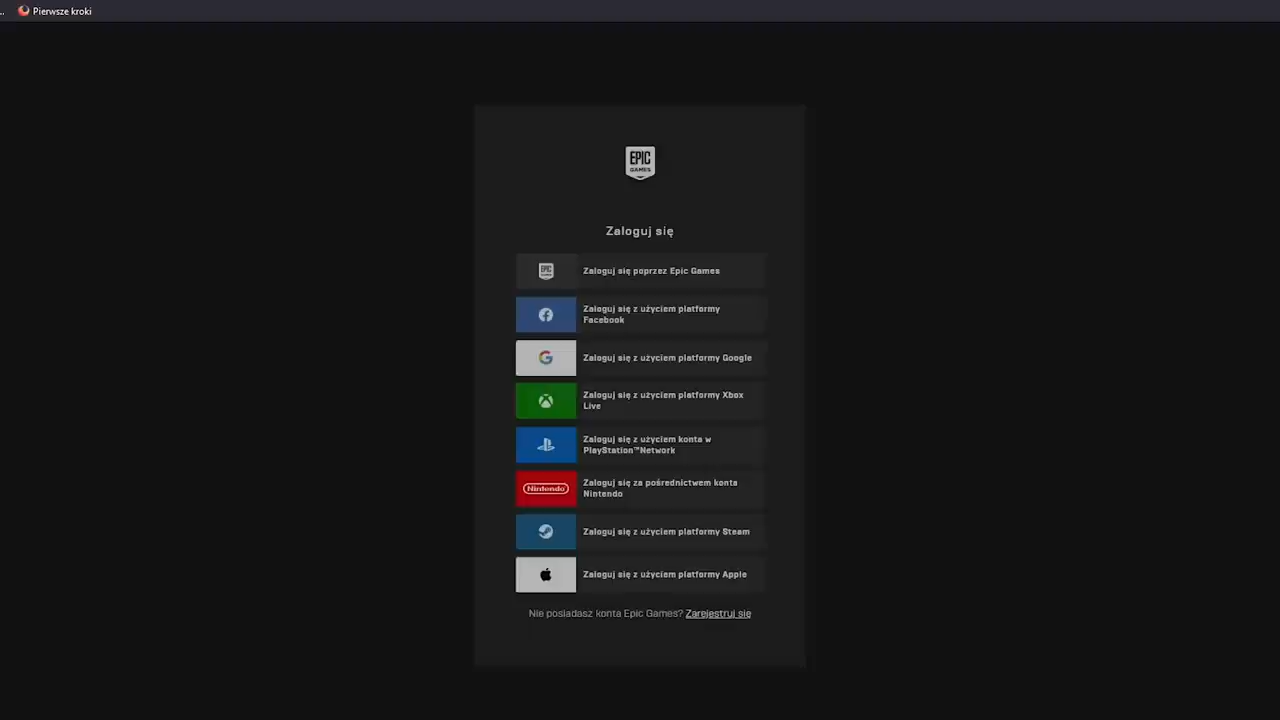 ..
Pierwsze kroki
EPIC
GAMES
Zaloguj się
EPIC
GAMES
Zaloguj się poprzez Epic Games
Zaloguj się z użyciem platformy
Facebook
Zaloguj się z użyciem platformy Google
Zaloguj się z użyciem platformy Xbox
Live
Zaloguj się z użyciem konta w
PlayStation™Network
Nintendo
Zaloguj się za pośrednictwem konta
Nintendo
Zaloguj się z użyciem platformy Steam
Zaloguj się z użyciem platformy Apple
Nie posiadasz konta Epic Games? Zarejestruj się